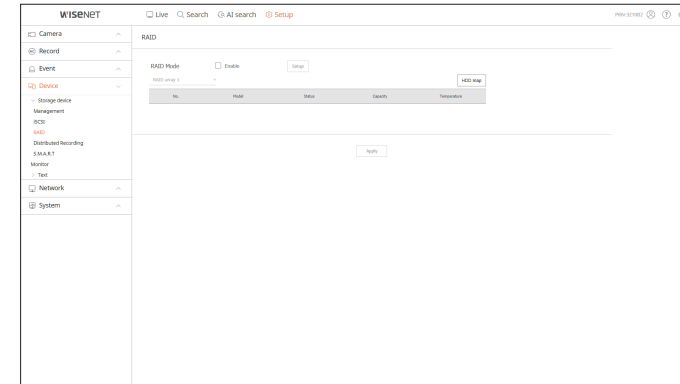 WISENET
Live Search AI search Setup
Camera
Record
Event
Device
Storage device
Management
iSCSI
RAID
Distributed Recording
S.M.A.R.T
Monitor
Text
Network
System
RAID
RAID Mode Enable Setup
RAID array 1
HDD map
No. Model Status Capacity Temperature
Apply